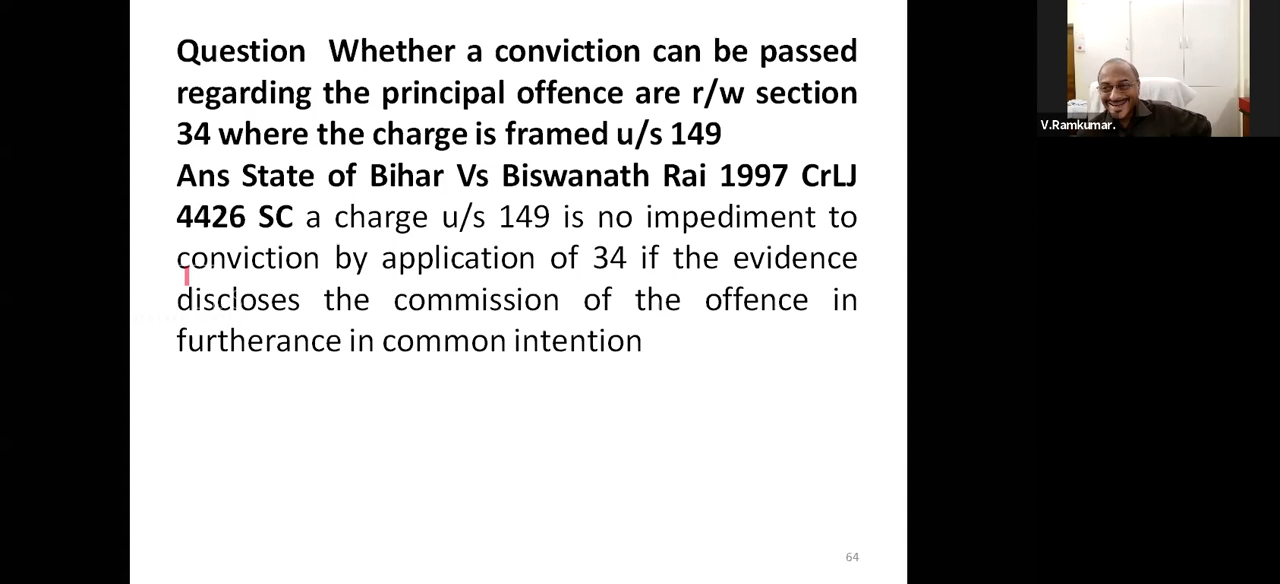 Question Whether a conviction can be passed
regarding the principal offence are r/w section
34 where the charge is framed u/s 149
Ans State of Bihar Vs Biswanath Rai 1997 CrLJ
4426 SC a charge u/s 149 is no impediment to
conviction by application of 34 if the evidence
discloses the commission of the offence in
furtherance in common intention
V.Ramkumar.
64